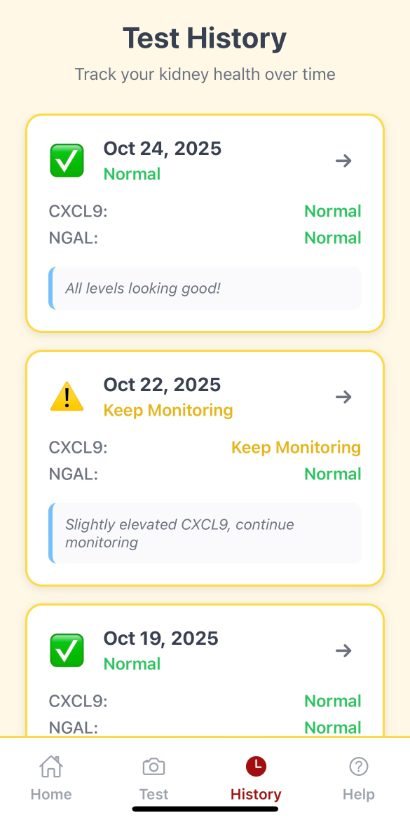 Test History
Track your kidney health over time
Oct 24, 2025
Normal
CXCL9: Normal
NGAL: Normal
All levels looking good!
Oct 22, 2025
Keep Monitoring
CXCL9: Keep Monitoring
NGAL: Normal
Slightly elevated CXCL9, continue
monitoring
Oct 19, 2025
Normal
CXCL9: Normal
NGAL: Normal
Home Test History Help